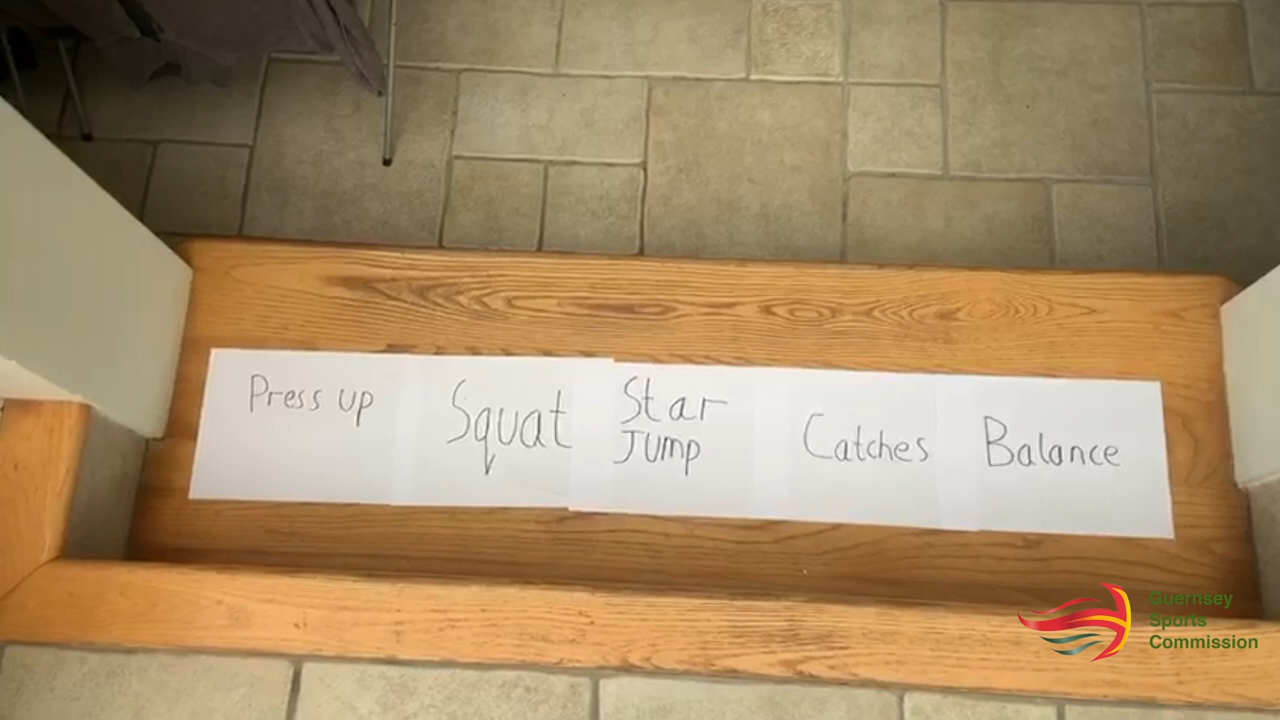 Press up
Squat
Star
Jump
Catches
Balance
Guernsey
Sports
Commission